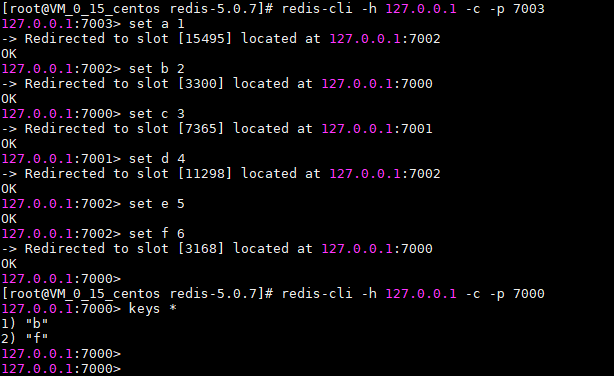 [root@VM_0_15_centos redis-5.0.7]# redis-cli -h 127.0.0.1 -c -p 7003
127.0.0.1:7003> set a 1
-> Redirected to slot [15495] located at 127.0.0.1:7002
OK
127.0.0.1:7002> set b 2
-> Redirected to slot [3300] located at 127.0.0.1:7000
OK
127.0.0.1:7000> set c 3
-> Redirected to slot [7365] located at 127.0.0.1:7001
OK
127.0.0.1:7001> set d 4
-> Redirected to slot [11298] located at 127.0.0.1:7002
OK
127.0.0.1:7002> set e 5
OK
127.0.0.1:7002> set f 6
-> Redirected to slot [3168] located at 127.0.0.1:7000
OK
127.0.0.1:7000>
[root@VM_0_15_centos redis-5.0.7]# redis-cli -h 127.0.0.1 -c -p 7000
127.0.0.1:7000> keys *
1) "b"
2) "f"
127.0.0.1:7000>
127.0.0.1:7000>